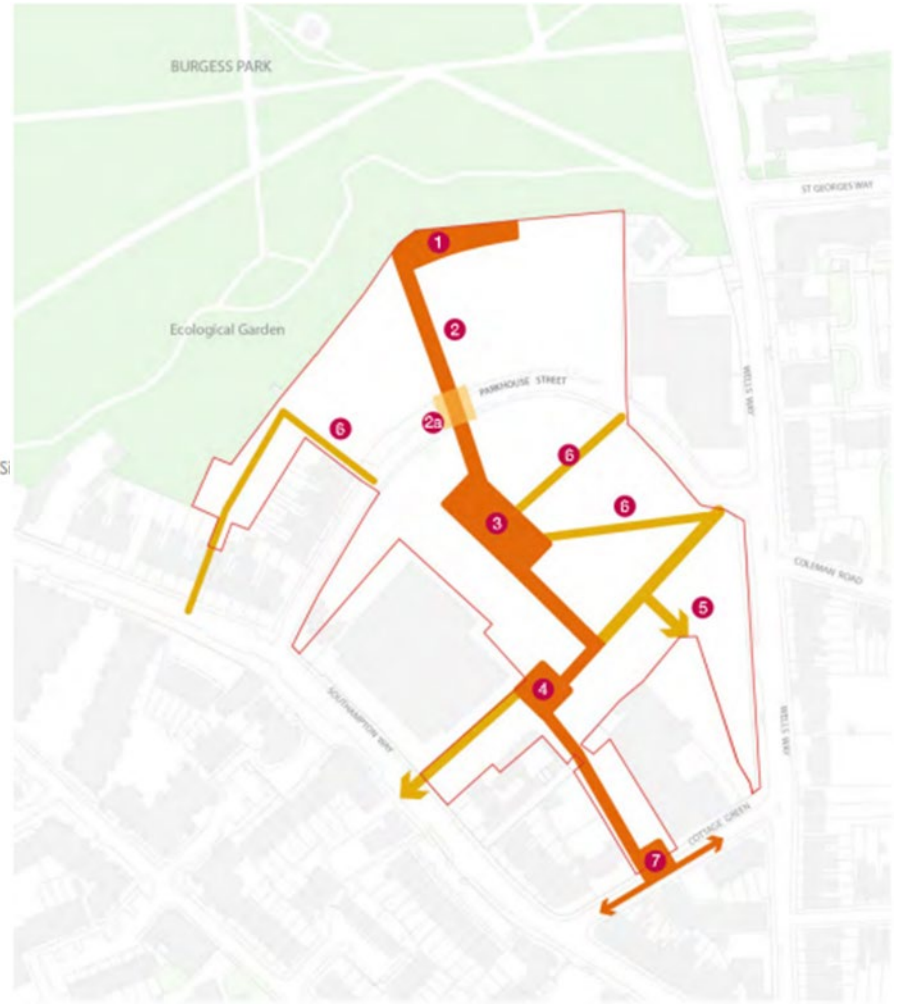 BURGESS PARK
ST GEORGES WAY
1
Ecological Garden
2
WELLS WAY
PARKHOUSE STREET
2a
6
6
Si
6
3
COLEMAN ROAD
5
4
SOUTHAMPTON WAY
WELLS WAY
COTTAGE GREEN
7